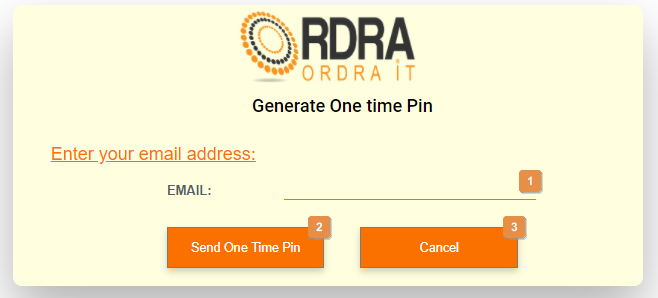 ORDRA
ORDRA iT
Generate One time Pin
Enter your email address:
EMAIL:
1
Send One Time Pin
2
Cancel
3